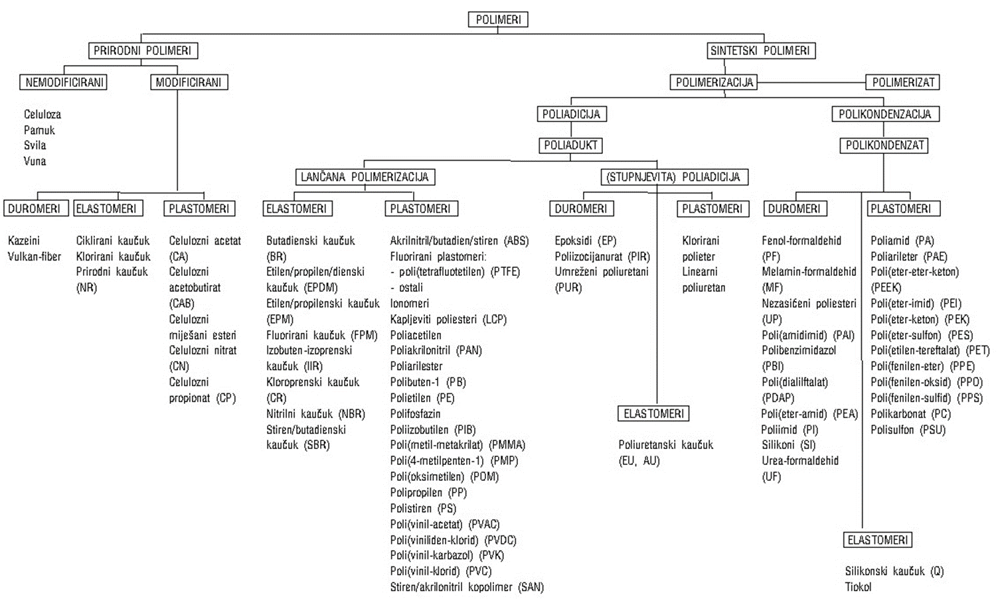 POLIMERI
PRIRODNI POLIMERI
SINTETSKI POLIMERI
NEMODIFICIRANI
MODIFICIRANI
POLIMERIZACIJA
POLIMERIZAT
Celuloza
Pamuk
Svila
Vuna
POLIADICIJA
POLIKONDENZACIJA
POLIADUKT
POLIKONDENZAT
LANČANA POLIMERIZACIJA
(STUPNJEVITA) POLIADICIJA
DUROMERI
Kazeini
Vulkan-fiber
ELASTOMERI
Ciklirani kaučuk
Klorirani kaučuk
Prirodni kaučuk
(NR)
PLASTOMERI
Celulozni acetat
(CA)
Celulozni
acetobutirat
(CAB)
Celulozni
miješani esteri
Celulozni nitrat
(CN)
Celulozni
propionat (CP)
ELASTOMERI
Butadienski kaučuk
(BR)
Etilen/propilen/dienski
kaučuk (EPDM)
Etilen/propilenski kaučuk
(EPM)
Fluorirani kaučuk (FPM)
Izobuten-izoprenski
kaučuk (IIR)
Kloroprenski kaučuk
(CR)
Nitrilni kaučuk (NBR)
Stiren/butadienski
kaučuk (SBR)
PLASTOMERI
Akrilnitril/butadien/stiren (ABS)
Fluorirani plastomeri:
- poli(tetrafluotetilen) (PTFE)
- ostali
Ionomeri
Kapljeviti poliesteri (LCP)
Poliacetilen
Poliakrilonitril (PAN)
Poliarilester
Polibuten-1 (PB)
Polietilen (PE)
Polifosfazin
Poliizobutilen (PIB)
Poli(metil-metakrilat) (PMMA)
Poli(4-metilpenten-1) (PMP)
Poli(oksimetilen) (POM)
Polipropilen (PP)
Polistiren (PS)
Poli(vinil-acetat) (PVAC)
Poli(viniliden-klorid) (PVDC)
Poli(vinil-karbazol) (PVK)
Poli(vinil-klorid) (PVC)
Stiren/akrilonitril kopolimer (SAN)
DUROMERI
Epoksidi (EP)
Poliizocijanurat (PIR)
Umreženi poliuretani
(PUR)
PLASTOMERI
Klorirani
polieter
Linearni
poliuretan
ELASTOMERI
Poliuretanski kaučuk
(EU, AU)
DUROMERI
Fenol-formaldehid
(PF)
Melamin-formaldehid
(MF)
Nezasićeni poliesteri
(UP)
Poli(amidimid) (PAI)
Polibenzimidazol
(PBI)
Poli(dialilftalat)
(PDAP)
Poli(eter-amid) (PEA)
Poliimid (PI)
Silikoni (SI)
Urea-formaldehid
(UF)
PLASTOMERI
Poliamid (PA)
Poliarileter (PAE)
Poli(eter-eter-keton)
(PEEK)
Poli(eter-imid) (PEI)
Poli(eter-keton) (PEK)
Poli(eter-sulfon) (PES)
Poli(etilen-tereftalat) (PET)
Poli(fenilen-eter) (PPE)
Poli(fenilen-oksid) (PPO)
Poli(fenilen-sulfid) (PPS)
Polikarbonat (PC)
Polisulfon (PSU)
ELASTOMERI
Silikonski kaučuk (Q)
Tiokol